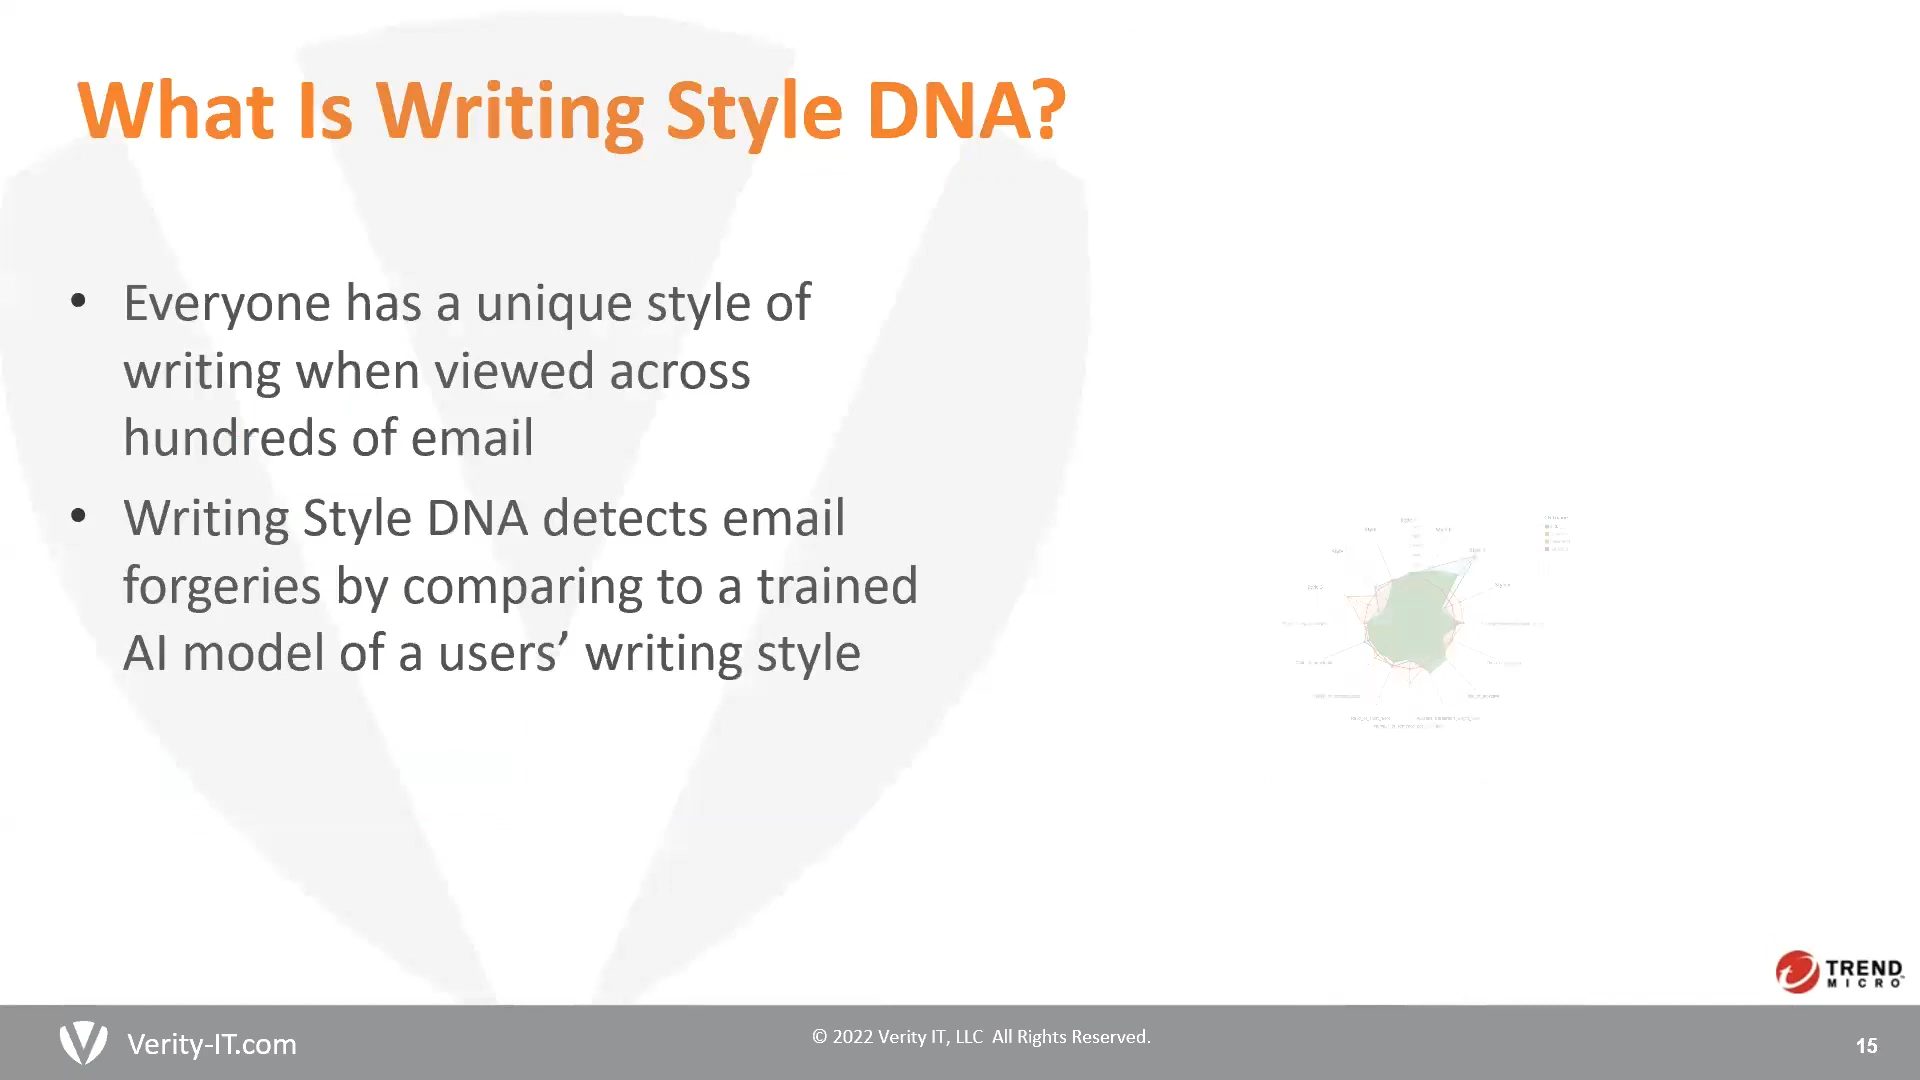 What Is Writing Style DNA?
• Everyone has a unique style of
writing when viewed across
hundreds of email
• Writing Style DNA detects email
forgeries by comparing to a trained
AI model of a users’ writing style
TREND
MICRO
Verity-IT.com
© 2022 Verity IT, LLC All Rights Reserved.
15